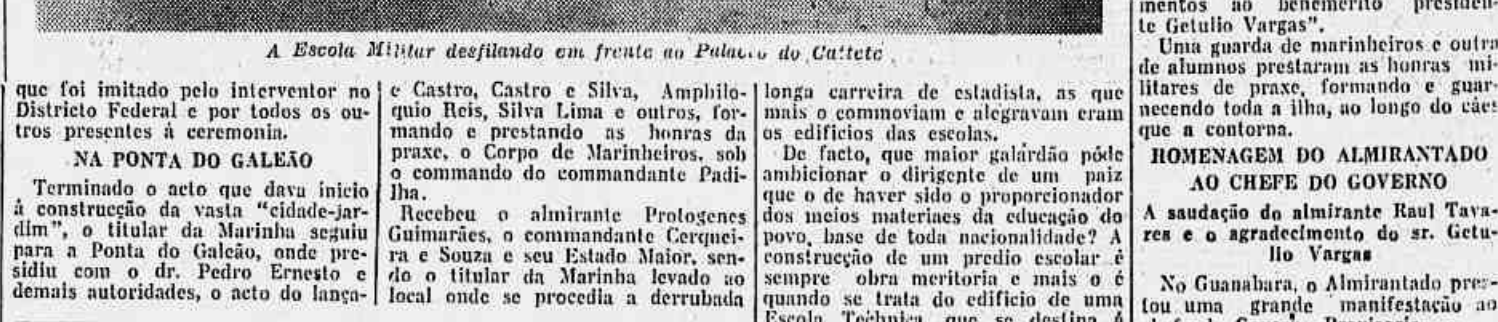 A Escola Militar desfilando em frente ao Palacio do Cattete
que foi imitado pelo interventor no
Districto Federal e por todos os ou-
tros presentes á ceremonia.
NA PONTA DO GALEÃO
Terminado o acto que dava inicio
á construcção da vasta "cidade-jar-
dim", o titular da Marinha seguiu
para a Ponta do Galeão, onde pre-
sidiu com o dr. Pedro Ernesto e
demais autoridades, o acto do lança-
e Castro, Castro e Silva, Amphilo-
quio Reis, Silva Lima e outros, for-
mando e prestando as honras da
praxe, o Corpo de Marinheiros, sob
o commando do commandante Padi-
lha.
Recebeu o almirante Protogenes
Guimarães, o commandante Cerquei-
ra e Souza e seu Estado Maior, sen-
do o titular da Marinha levado ao
local onde se procedia a derrubada
longa carreira de estadista, as que
mais o commoviam e alegravam eram
os edificios das escolas.
De facto, que maior galardão póde
ambicionar o dirigente de um paiz
que o de haver sido o proporcionador
dos meios materiaes da educação do
povo, base de toda nacionalidade? A
construcção de um predio escolar é
sempre obra meritoria e mais o é
quando se trata do edificio de uma
Escola Technica que se destina á
mentos ao benemerito presiden-
te Getulio Vargas".
Uma guarda de marinheiros e outra
de alumnos prestaram as honras mi-
litares de praxe, formando e guar-
necendo toda a ilha, ao longo do cáes
que a contorna.
HOMENAGEM DO ALMIRANTADO
AO CHEFE DO GOVERNO
A saudação do almirante Raul Tava-
res e o agradecimento do sr. Getu-
lio Vargas
No Guanabara, o Almirantado pres-
tou uma grande manifestação ao